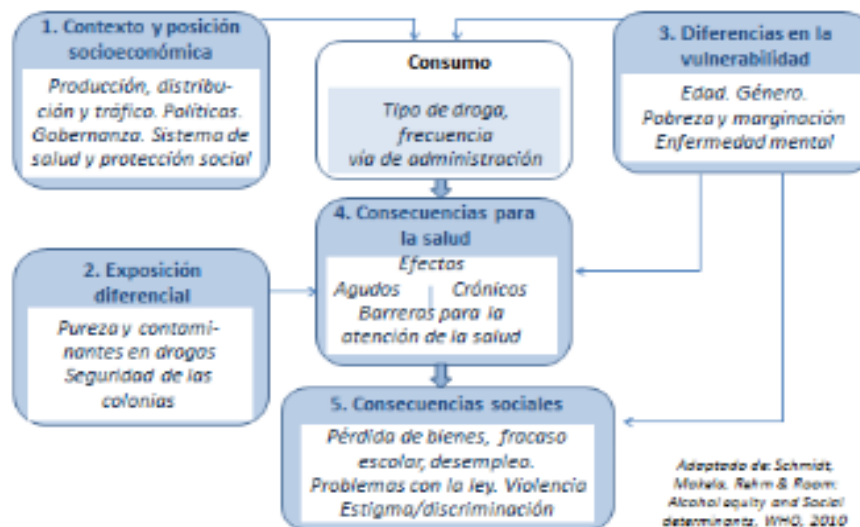 1. Contexto y posición
socioeconómica
Producción, distribu-
ción y tráfico. Políticas.
Gobernanza. Sistema de
salud y protección social
Consumo
Tipo de droga,
frecuencia
vía de administración
3. Diferencias en la
vulnerabilidad
Edad. Género.
Pobreza y marginación
Enfermedad mental
2. Exposición
diferencial
Pureza y contami-
nantes en drogas
Seguridad de las
colonias
4. Consecuencias para
la salud
Efectos
Agudos Crónicos
Barreras para la
atención de la salud
5. Consecuencias sociales
Pérdida de bienes, fracaso
escolar, desempleo.
Problemas con la ley. Violencia
Estigma/discriminación
Adaptado de: Schmidt,
Makela, Rehm & Room:
Alcohol equity and Social
determinants, WHO, 2010